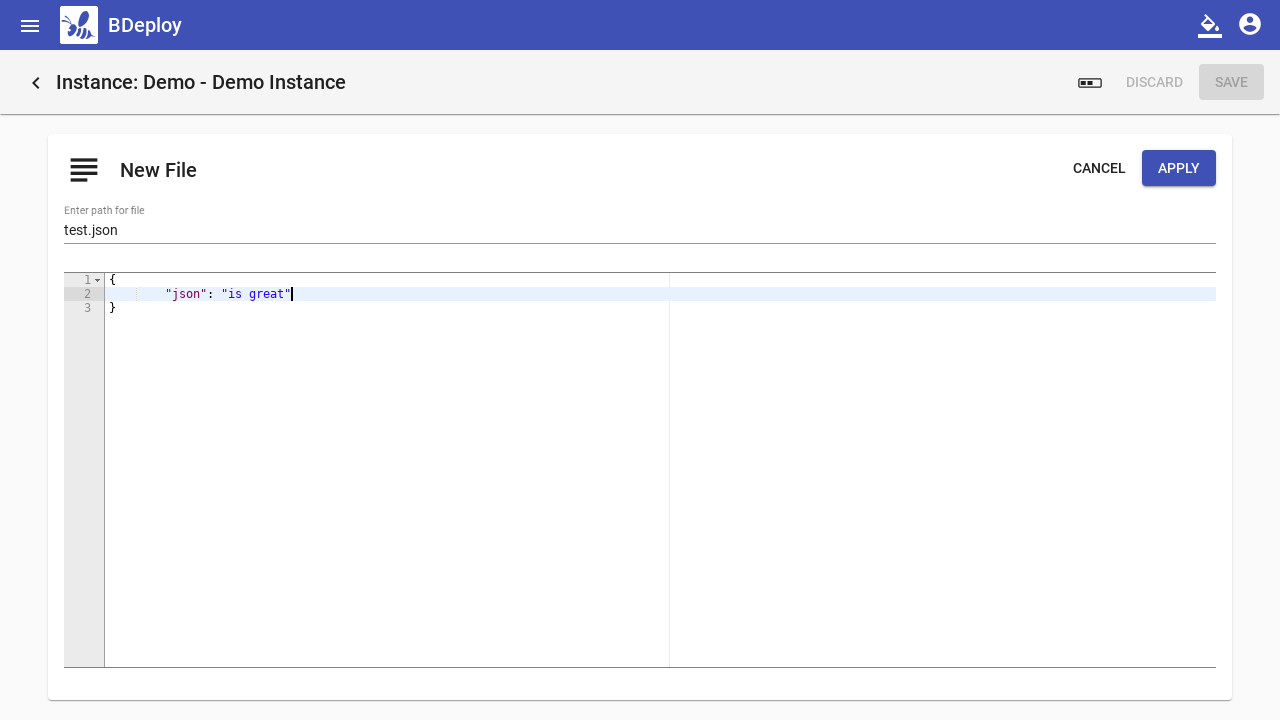 BDeploy
Instance: Demo - Demo Instance
DISCARD
SAVE
New File
CANCEL
APPLY
Enter path for file
test.json
1 {
2 "json": "is great"
3 }